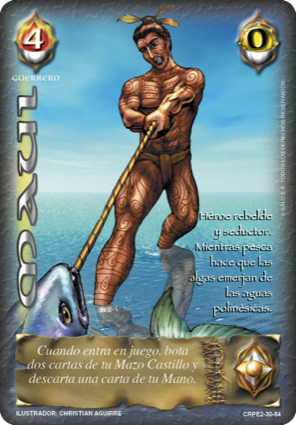 4
0
GUERRERO
MAUI
Héroe rebelde
y seductor.
Mientras pesca
hace que las
algas emerjan de
las aguas
polinésicas.
Cuando entra en juego, bota
dos cartas de tu Mazo Castillo y
descarta una carta de tu Mano.
ILUSTRADOR: CHRISTIAN AGUIRRE
CRPE2-30-84